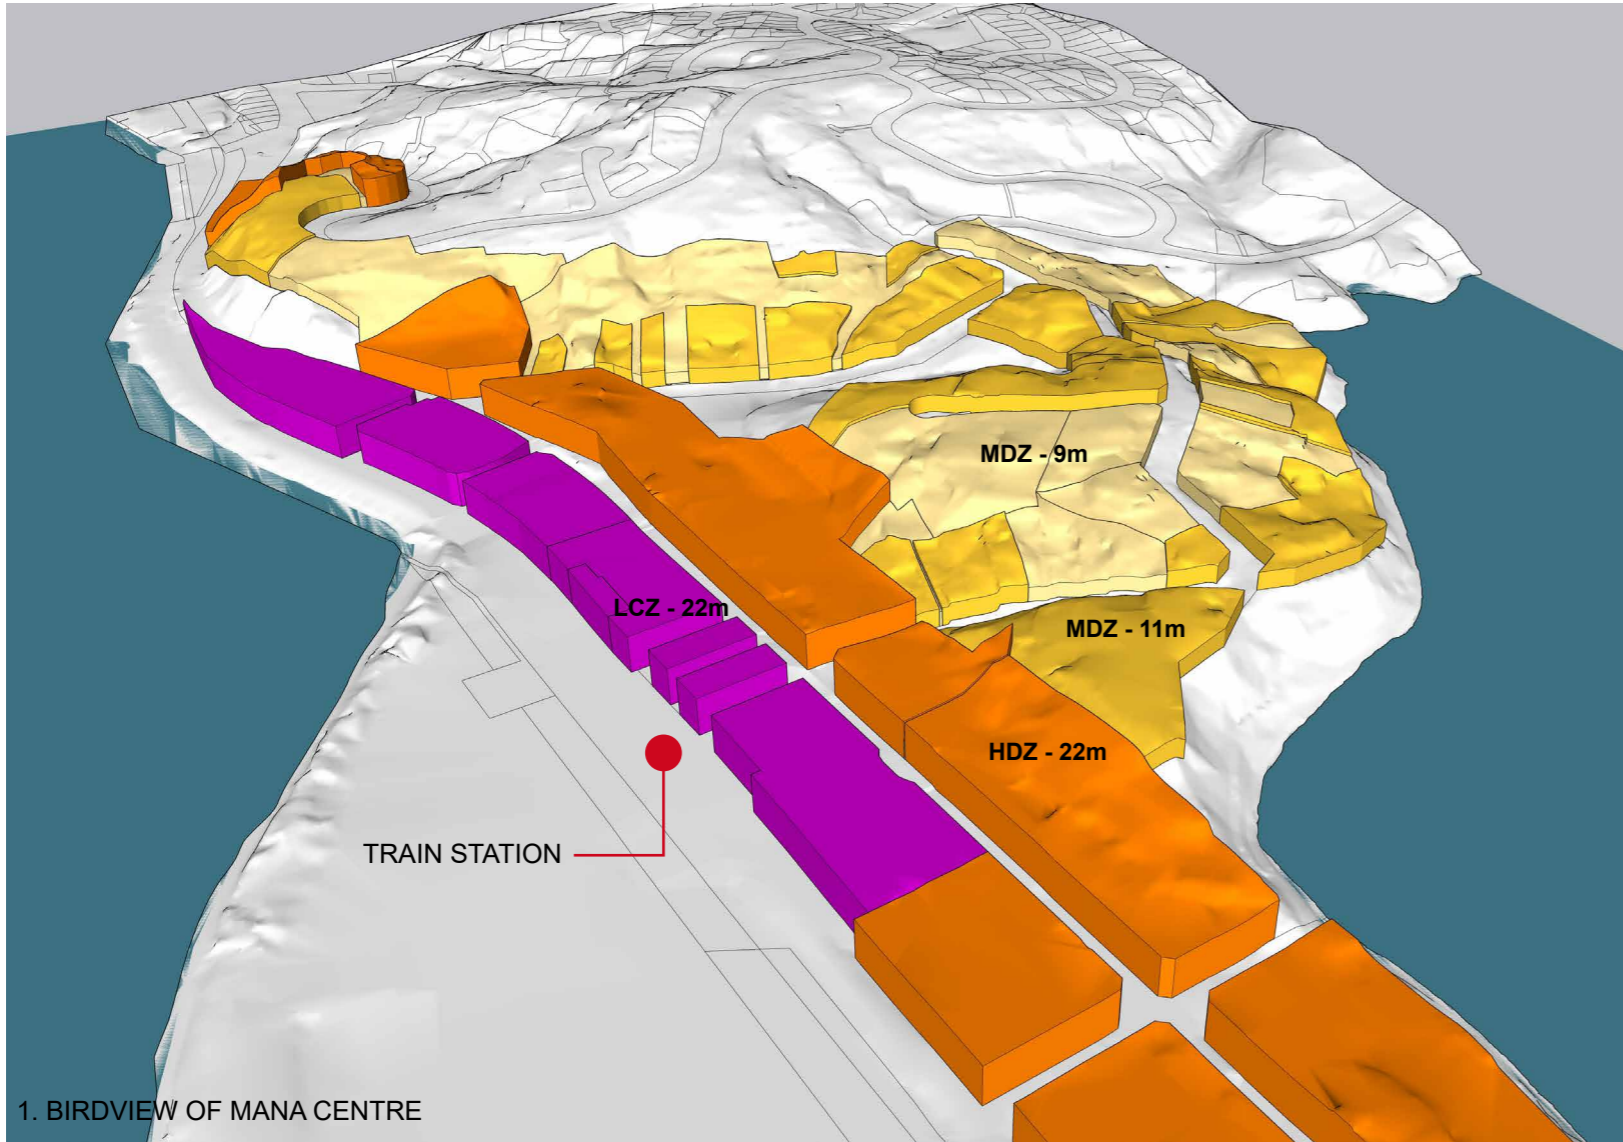 MDZ - 9m
LCZ - 22m
MDZ - 11m
HDZ - 22m
TRAIN STATION
1. BIRDVIEW OF MANA CENTRE